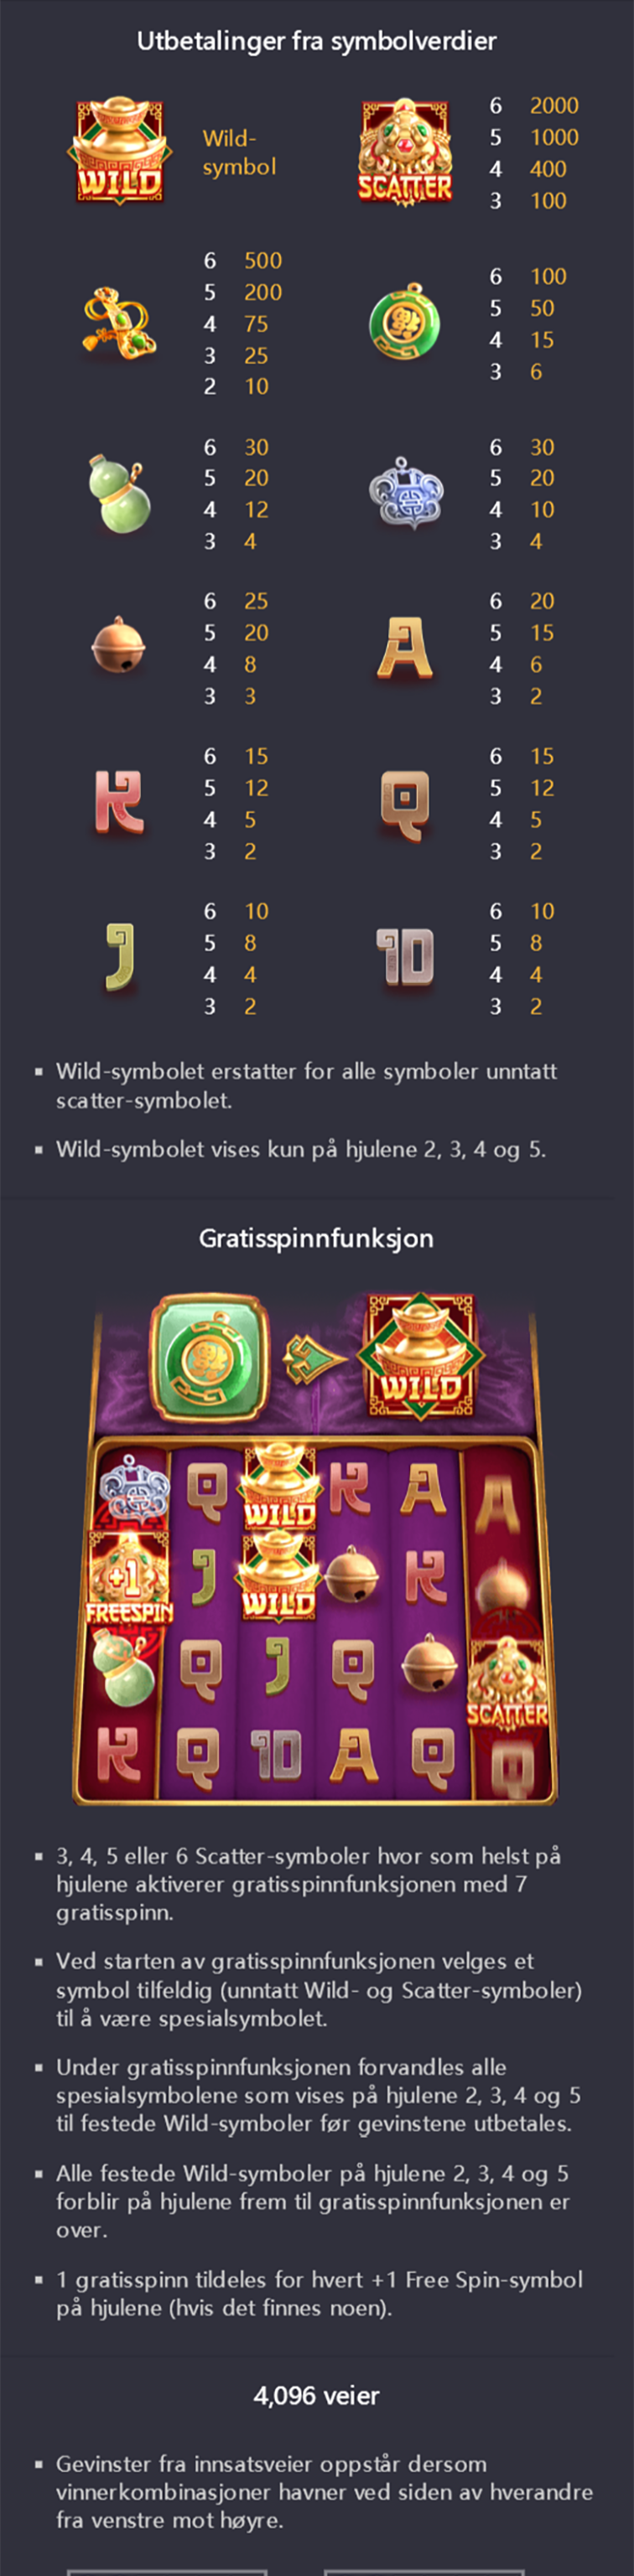 Utbetalinger fra symbolverdier
WILD
Wild-
symbol
SCATTER
6 2000
5 1000
4 400
3 100
6 500
5 200
4 75
3 25
2 10
6 100
5 50
4 15
3 6
6 30
5 20
4 12
3 4
6 30
5 20
4 10
3 4
6 25
5 20
4 8
3 3
A
6 20
5 15
4 6
3 2
K
6 15
5 12
4 5
3 2
Q
6 15
5 12
4 5
3 2
J
6 10
5 8
4 4
3 2
10
6 10
5 8
4 4
3 2
▪ Wild-symbolet erstatter for alle symboler unntatt
scatter-symbolet.
▪ Wild-symbolet vises kun på hjulene 2, 3, 4 og 5.
Gratisspinnfunksjon
WILD
Q WILD K A A
+1 FREESPIN J WILD K
Q J Q SCATTER
K Q 10 A Q Q
▪ 3, 4, 5 eller 6 Scatter-symboler hvor som helst på
hjulene aktiverer gratisspinnfunksjonen med 7
gratisspinn.
▪ Ved starten av gratisspinnfunksjonen velges et
symbol tilfeldig (unntatt Wild- og Scatter-symboler)
til å være spesialsymbolet.
▪ Under gratisspinnfunksjonen forvandles alle
spesialsymbolene som vises på hjulene 2, 3, 4 og 5
til festede Wild-symboler før gevinstene utbetales.
▪ Alle festede Wild-symboler på hjulene 2, 3, 4 og 5
forblir på hjulene frem til gratisspinnfunksjonen er
over.
▪ 1 gratisspinn tildeles for hvert +1 Free Spin-symbol
på hjulene (hvis det finnes noen).
4,096 veier
▪ Gevinster fra innsatsveier oppstår dersom
vinnerkombinasjoner havner ved siden av hverandre
fra venstre mot høyre.